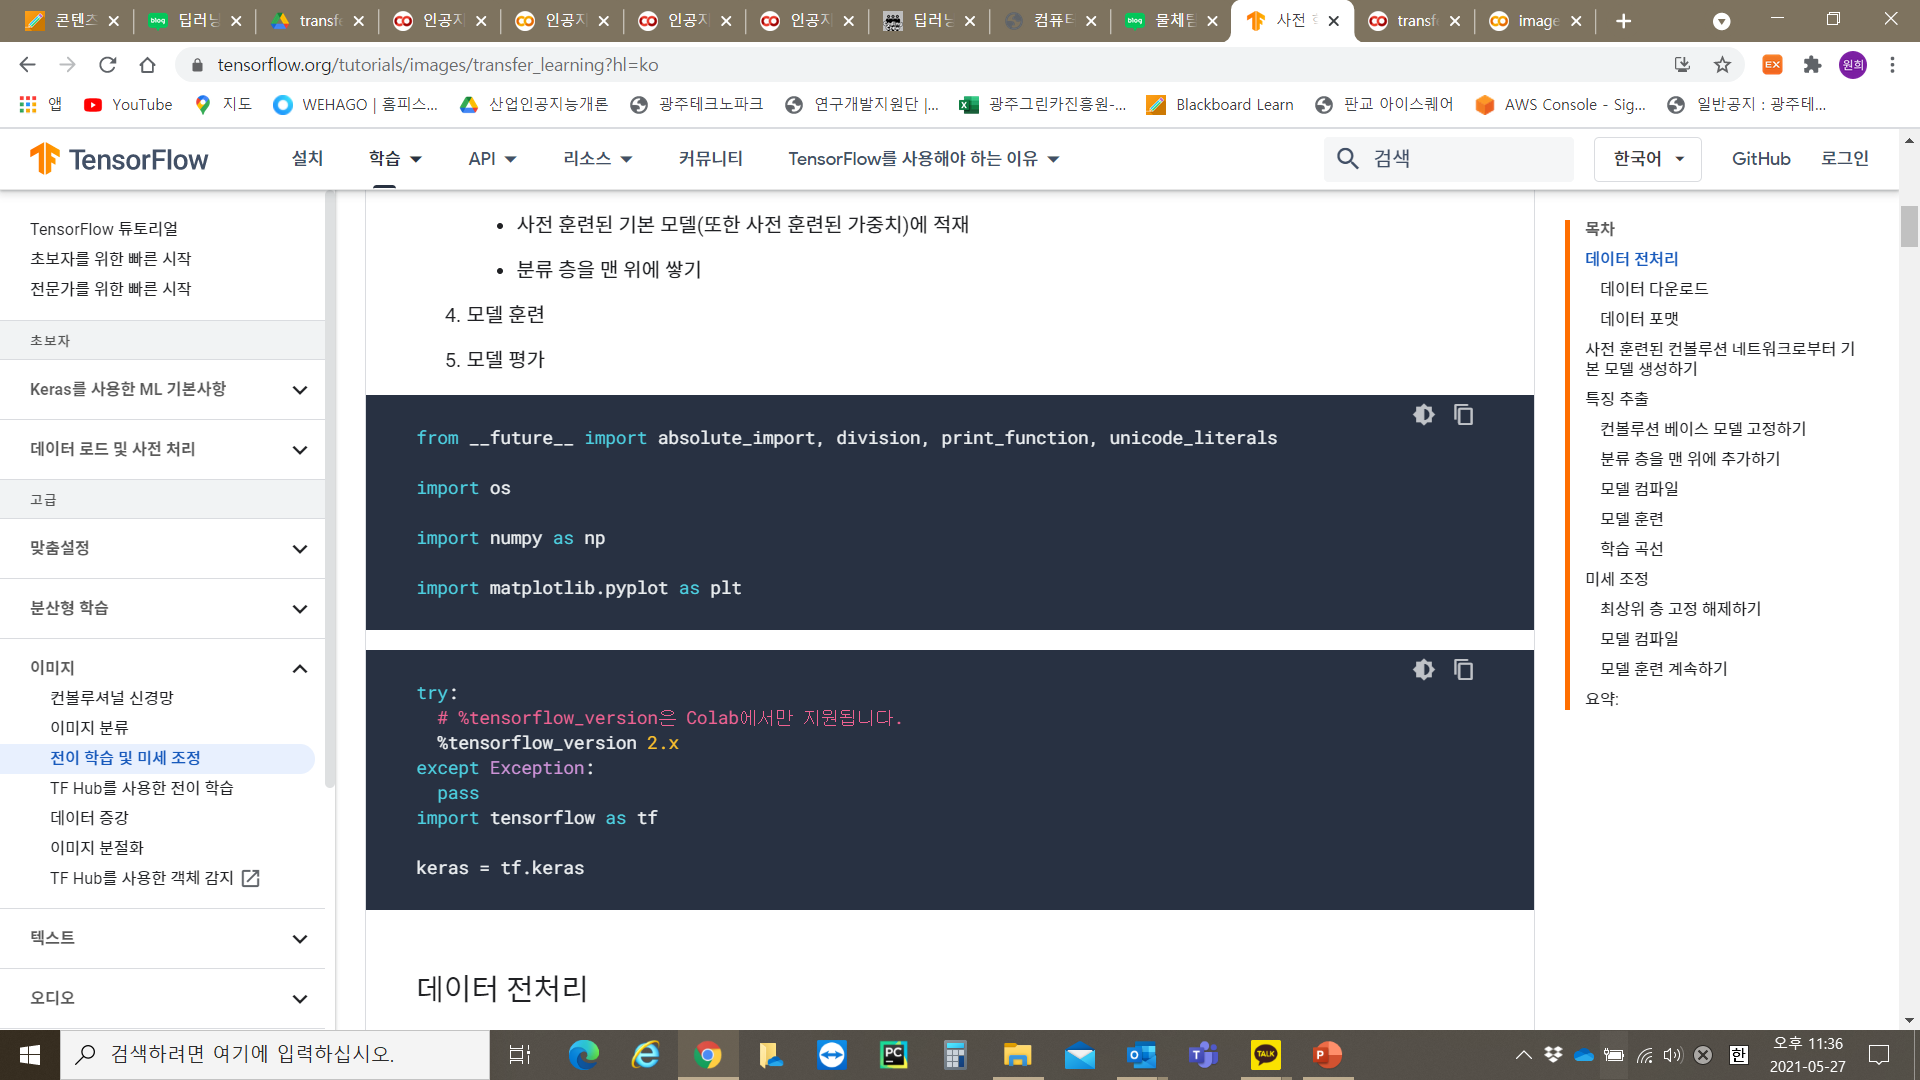 콘텐츠
딥러닝
transfe
인공지
인공지
인공지
인공지
딥러닝
컴퓨터
물체탐
사전 학
transf
image
tensorflow.org/tutorials/images/transfer_learning?hl=ko
EX
원희
앱
YouTube
지도
WEHAGO | 홈피스...
산업인공지능개론
광주테크노파크
연구개발지원단 |...
광주그린카진흥원-...
Blackboard Learn
판교 아이스퀘어
AWS Console - Sig...
일반공지 : 광주테...
TensorFlow
설치
학습
API
리소스
커뮤니티
TensorFlow를 사용해야 하는 이유
검색
한국어
GitHub
로그인
TensorFlow 튜토리얼
초보자를 위한 빠른 시작
전문가를 위한 빠른 시작
초보자
Keras를 사용한 ML 기본사항
데이터 로드 및 사전 처리
고급
맞춤설정
분산형 학습
이미지
컨볼루셔널 신경망
이미지 분류
전이 학습 및 미세 조정
TF Hub를 사용한 전이 학습
데이터 증강
이미지 분절화
TF Hub를 사용한 객체 감지
텍스트
오디오
• 사전 훈련된 기본 모델(또한 사전 훈련된 가중치)에 적재
• 분류 층을 맨 위에 쌓기
4. 모델 훈련
5. 모델 평가
from __future__ import absolute_import, division, print_function, unicode_literals
import os
import numpy as np
import matplotlib.pyplot as plt
try:
# %tensorflow_version은 Colab에서만 지원됩니다.
%tensorflow_version 2.x
except Exception:
pass
import tensorflow as tf
keras = tf.keras
데이터 전처리
목차
데이터 전처리
데이터 다운로드
데이터 포맷
사전 훈련된 컨볼루션 네트워크로부터 기
본 모델 생성하기
특징 추출
컨볼루션 베이스 모델 고정하기
분류 층을 맨 위에 추가하기
모델 컴파일
모델 훈련
학습 곡선
미세 조정
최상위 층 고정 해제하기
모델 컴파일
모델 훈련 계속하기
요약:
검색하려면 여기에 입력하십시오.
한
오후 11:36
2021-05-27